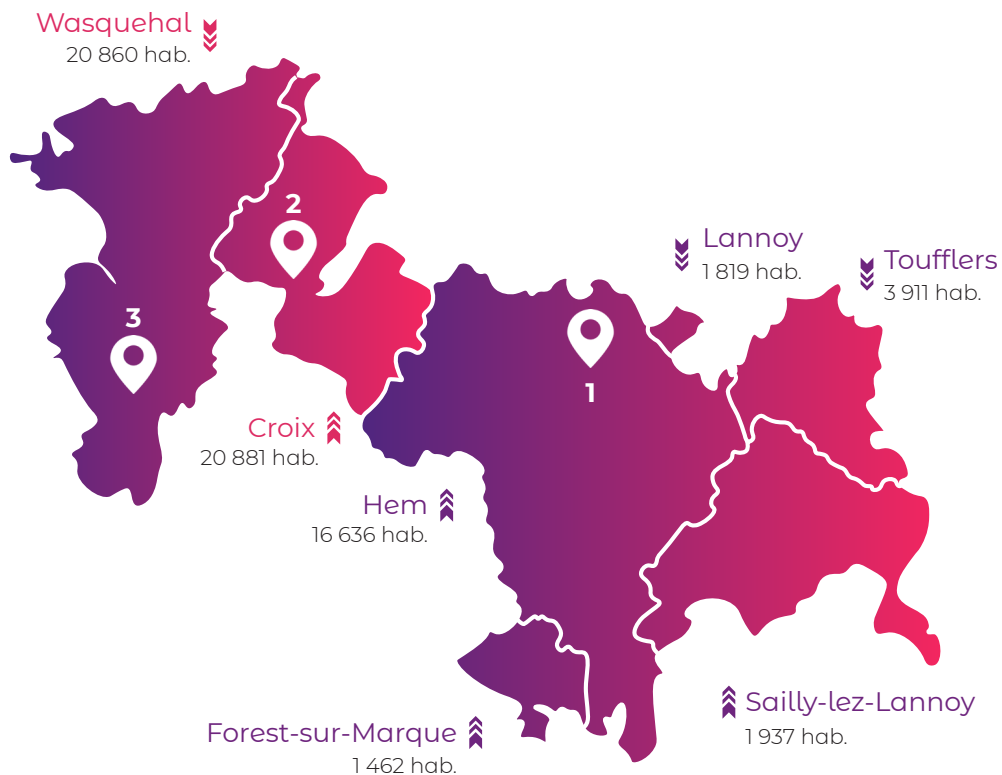 Wasquehal
20 860 hab.
2
Lannoy
1 819 hab.
Toufflers
3 911 hab.
3
1
Croix
20 881 hab.
Hem
16 636 hab.
Sailly-lez-Lannoy
1 937 hab.
Forest-sur-Marque
1 462 hab.